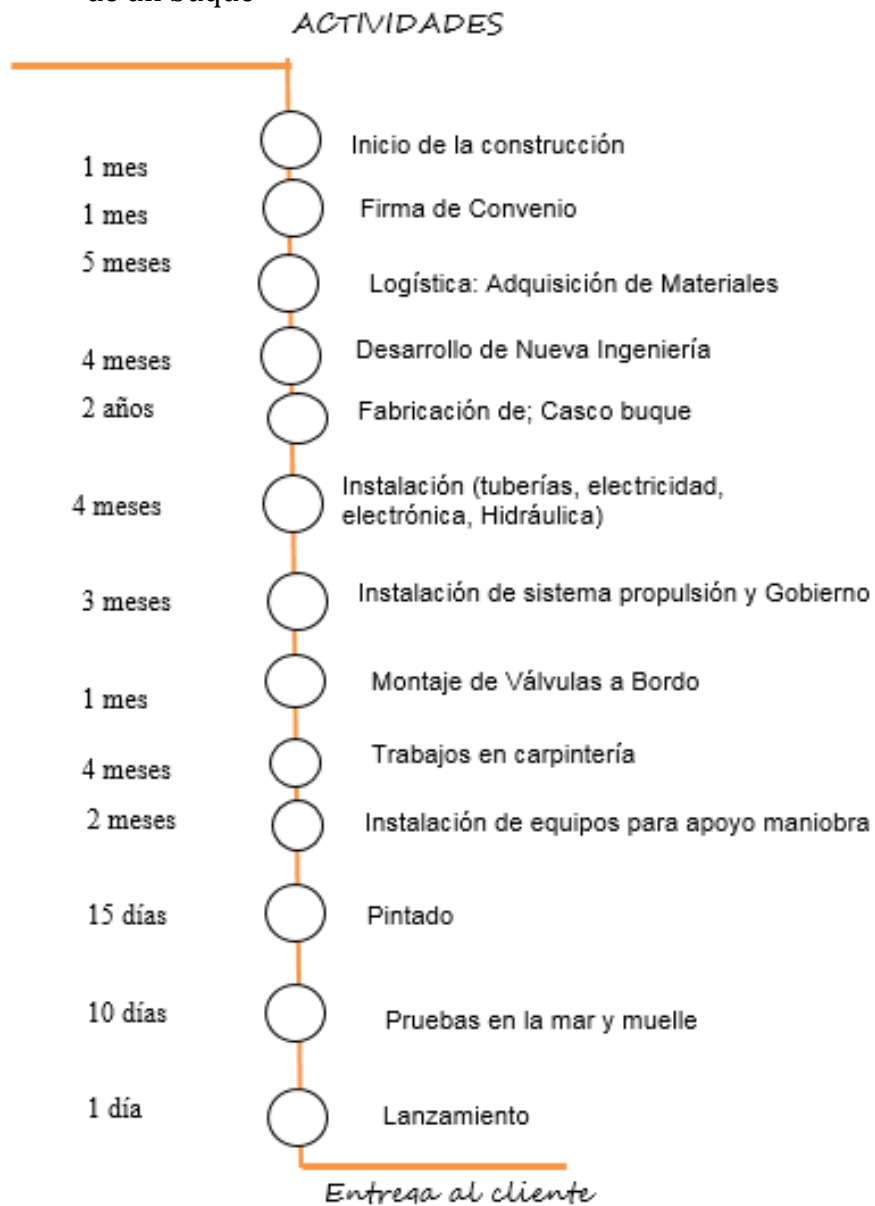 ACTIVIDADES
1 mes
Inicio de la construcción
1 mes
Firma de Convenio
5 meses
Logística: Adquisición de Materiales
4 meses
Desarrollo de Nueva Ingeniería
2 años
Fabricación de; Casco buque
4 meses
Instalación (tuberías, electricidad,
electrónica, Hidráulica)
3 meses
Instalación de sistema propulsión y Gobierno
1 mes
Montaje de Válvulas a Bordo
4 meses
Trabajos en carpintería
2 meses
Instalación de equipos para apoyo maniobra
15 días
Pintado
10 días
Pruebas en la mar y muelle
1 día
Lanzamiento
Entrega al cliente